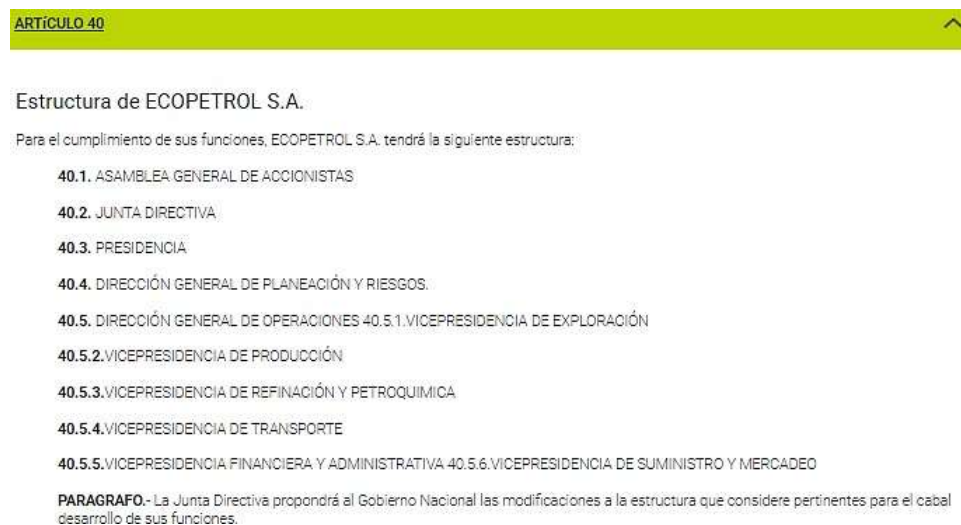 ARTíCULO 40
Estructura de ECOPETROL S.A.
Para el cumplimiento de sus funciones, ECOPETROL S.A. tendrá la siguiente estructura:
40.1. ASAMBLEA GENERAL DE ACCIONISTAS
40.2. JUNTA DIRECTIVA
40.3. PRESIDENCIA
40.4. DIRECCIÓN GENERAL DE PLANEACIÓN Y RIESGOS.
40.5. DIRECCIÓN GENERAL DE OPERACIONES 40.5.1.VICEPRESIDENCIA DE EXPLORACIÓN
40.5.2.VICEPRESIDENCIA DE PRODUCCIÓN
40.5.3.VICEPRESIDENCIA DE REFINACIÓN Y PETROQUIMICA
40.5.4.VICEPRESIDENCIA DE TRANSPORTE
40.5.5.VICEPRESIDENCIA FINANCIERA Y ADMINISTRATIVA 40.5.6.VICEPRESIDENCIA DE SUMINISTRO Y MERCADEO
PARAGRAFO.- La Junta Directiva propondrá al Gobierno Nacional las modificaciones a la estructura que considere pertinentes para el cabal
desarrollo de sus funciones.